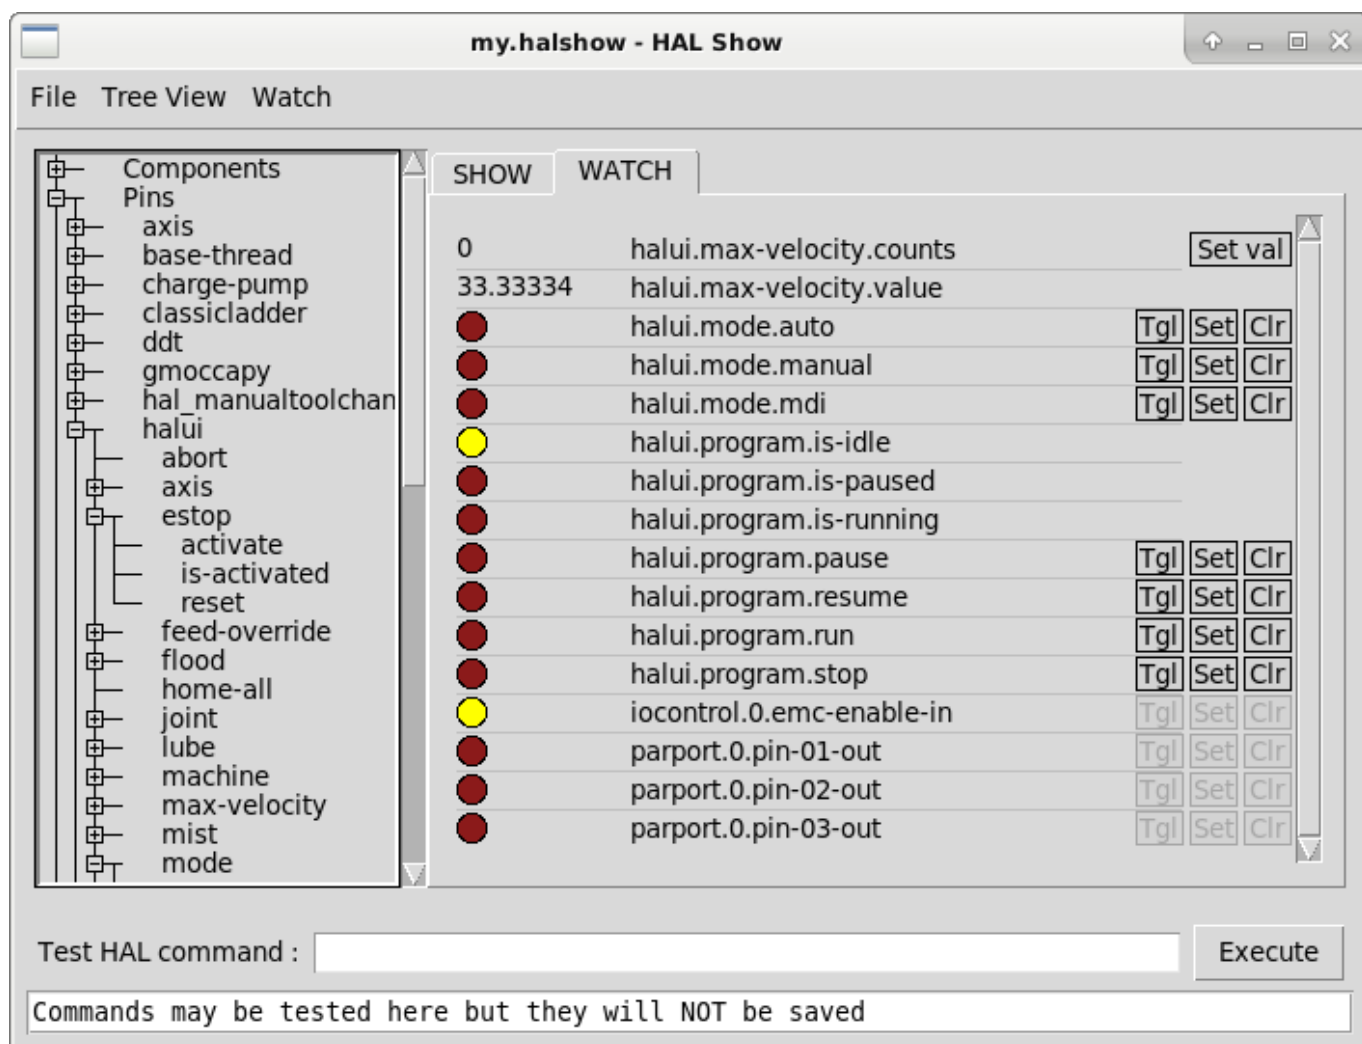 my.halshow - HAL Show
File Tree View Watch
Components
Pins
axis
base-thread
charge-pump
classicladder
ddt
gmoccapy
hal_manualtoolchan
halui
abort
axis
estop
activate
is-activated
reset
feed-override
flood
home-all
joint
lube
machine
max-velocity
mist
mode
SHOW WATCH
0 halui.max-velocity.counts Set val
33.33334 halui.max-velocity.value
halui.mode.auto Tgl Set Clr
halui.mode.manual Tgl Set Clr
halui.mode.mdi Tgl Set Clr
halui.program.is-idle
halui.program.is-paused
halui.program.is-running
halui.program.pause Tgl Set Clr
halui.program.resume Tgl Set Clr
halui.program.run Tgl Set Clr
halui.program.stop Tgl Set Clr
iocontrol.0.emc-enable-in Tgl Set Clr
parport.0.pin-01-out Tgl Set Clr
parport.0.pin-02-out Tgl Set Clr
parport.0.pin-03-out Tgl Set Clr
Test HAL command : Execute
Commands may be tested here but they will NOT be saved